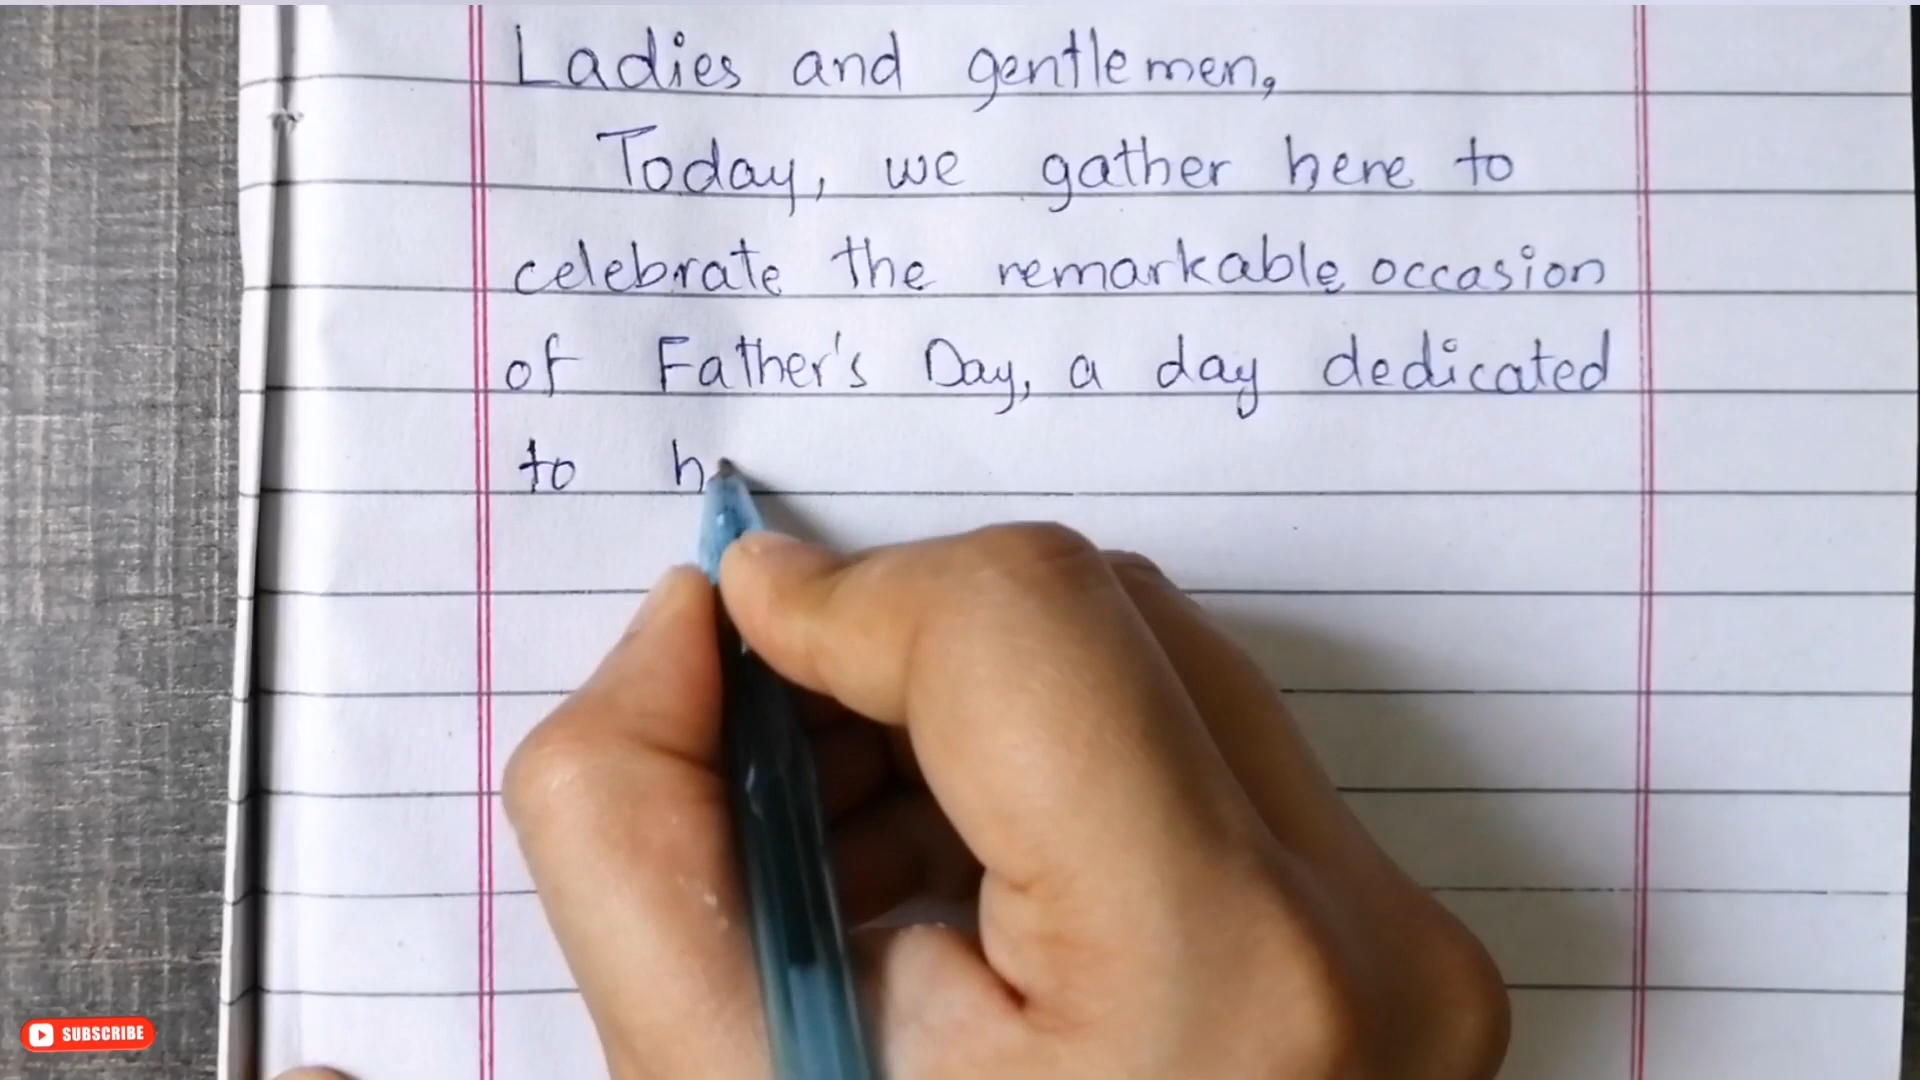 Ladies and gentlemen,
Today, we gather here to
celebrate the remarkable occasion
of Father's Day, a day dedicated
to
SUBSCRIBE